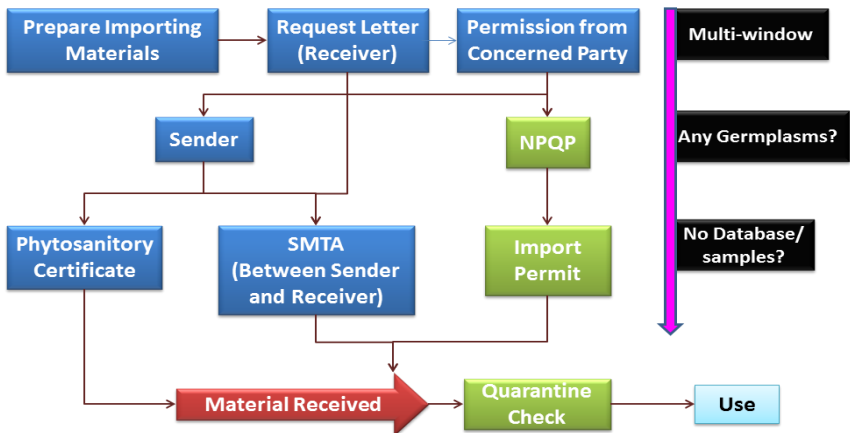 Prepare Importing
Materials
Request Letter
(Receiver)
Permission from
Concerned Party
Multi-window
Sender
NPQP
Any Germplasms?
Phytosanitory
Certificate
SMTA
(Between Sender
and Receiver)
Import
Permit
No Database/
samples?
Material Received
Quarantine
Check
Use